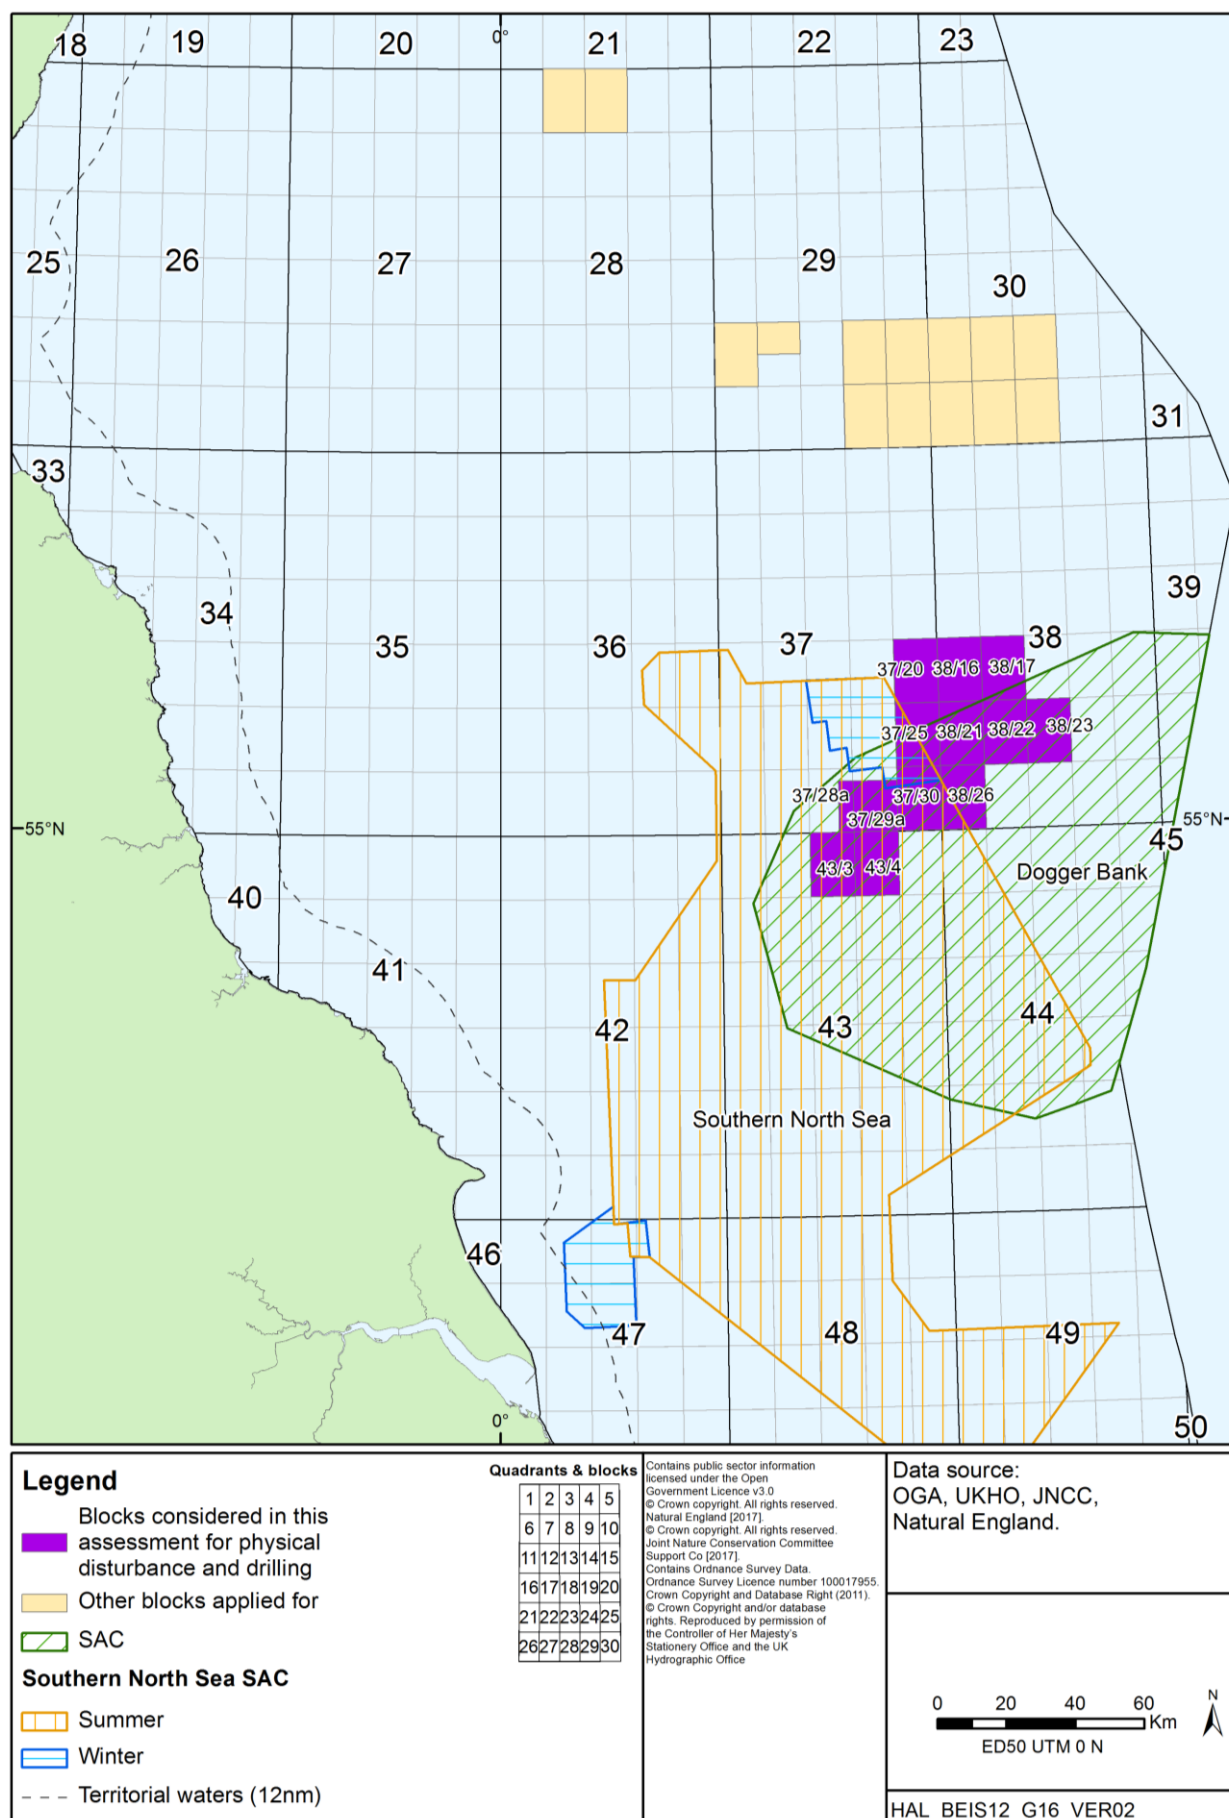 18
19
20
0°
21
22
23
25
26
27
28
29
30
31
33
34
35
36
37
38
39
37/20
38/16
38/17
37/25
38/21
38/22
38/23
37/28a
37/30
38/26
37/29a
55°N
55°N
45
43/3
43/4
Dogger Bank
40
41
42
43
44
Southern North Sea
46
47
48
49
0°
50
Legend
Blocks considered in this
assessment for physical
disturbance and drilling
Other blocks applied for
SAC
Southern North Sea SAC
Summer
Winter
Territorial waters (12nm)
Quadrants & blocks
1 2 3 4 5
6 7 8 9 10
11 12 13 14 15
16 17 18 19 20
21 22 23 24 25
26 27 28 29 30
Contains public sector information
licensed under the Open
Government Licence v3.0
© Crown copyright. All rights reserved.
Natural England [2017].
© Crown copyright. All rights reserved.
Joint Nature Conservation Committee
Support Co [2017].
Contains Ordnance Survey Data.
Ordnance Survey Licence number 100017955.
Crown Copyright and Database Right (2011).
© Crown Copyright and/or database
rights. Reproduced by permission of
the Controller of Her Majesty's
Stationery Office and the UK
Hydrographic Office
Data source:
OGA, UKHO, JNCC,
Natural England.
0 20 40 60
Km
N
ED50 UTM 0 N
HAL_BEIS12_G16_VER02